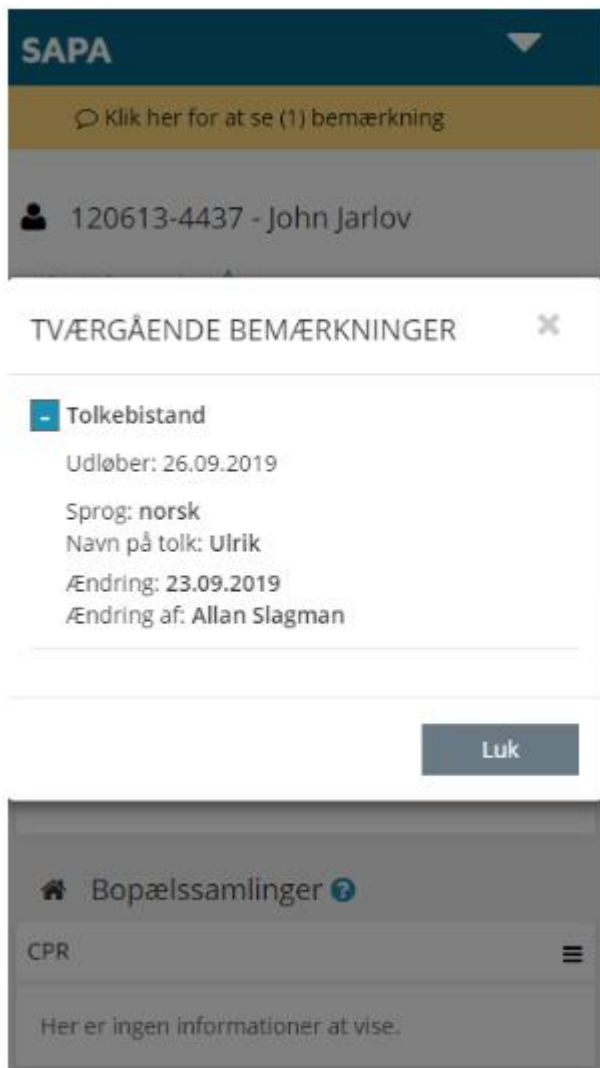 SAPA
Klik her for at se (1) bemærkning
120613-4437 - John Jarlov
TVÆRGÅENDE BEMÆRKNINGER
Tolkebistand
Udløber: 26.09.2019
Sprog: norsk
Navn på tolk: Ulrik
Ændring: 23.09.2019
Ændring af: Allan Slagman
Luk
Bopælssamlinger
CPR
Her er ingen informationer at vise.